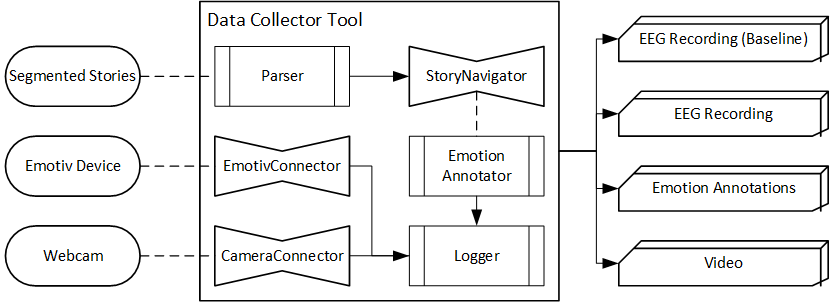 Data Collector Tool
Segmented Stories
Parser
StoryNavigator
EEG Recording (Baseline)
EEG Recording
Emotiv Device
EmotivConnector
Emotion
Annotator
Emotion Annotations
Webcam
CameraConnector
Logger
Video